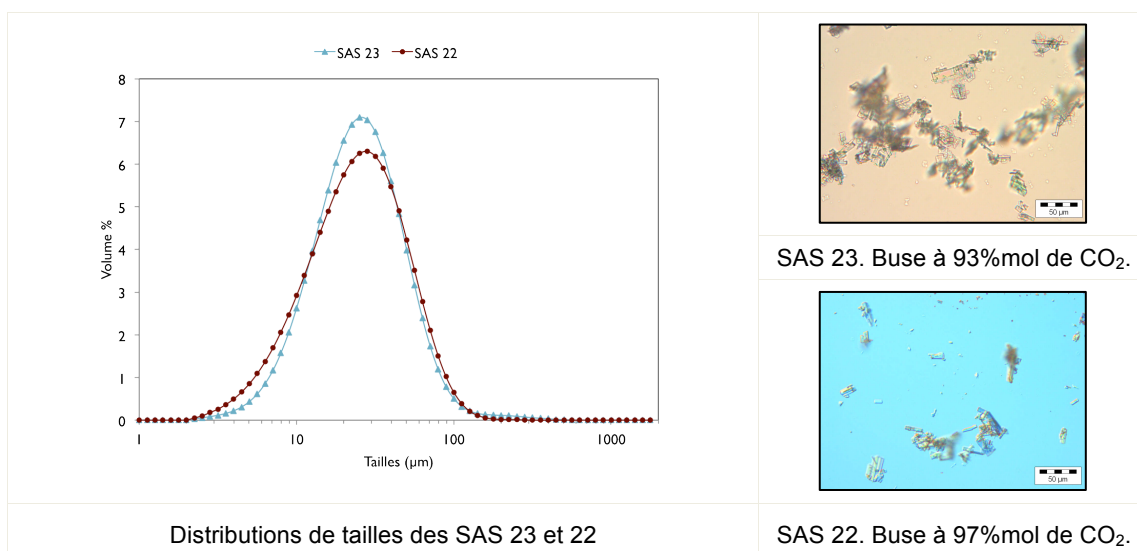 SAS 23 SAS 22
8
7
6
5
4
3
2
1
0
Volume %
1 10 100 1000
Tailles (µm)
Distributions de tailles des SAS 23 et 22
50 µm
SAS 23. Buse à 93%mol de CO₂.
50 µm
SAS 22. Buse à 97%mol de CO₂.